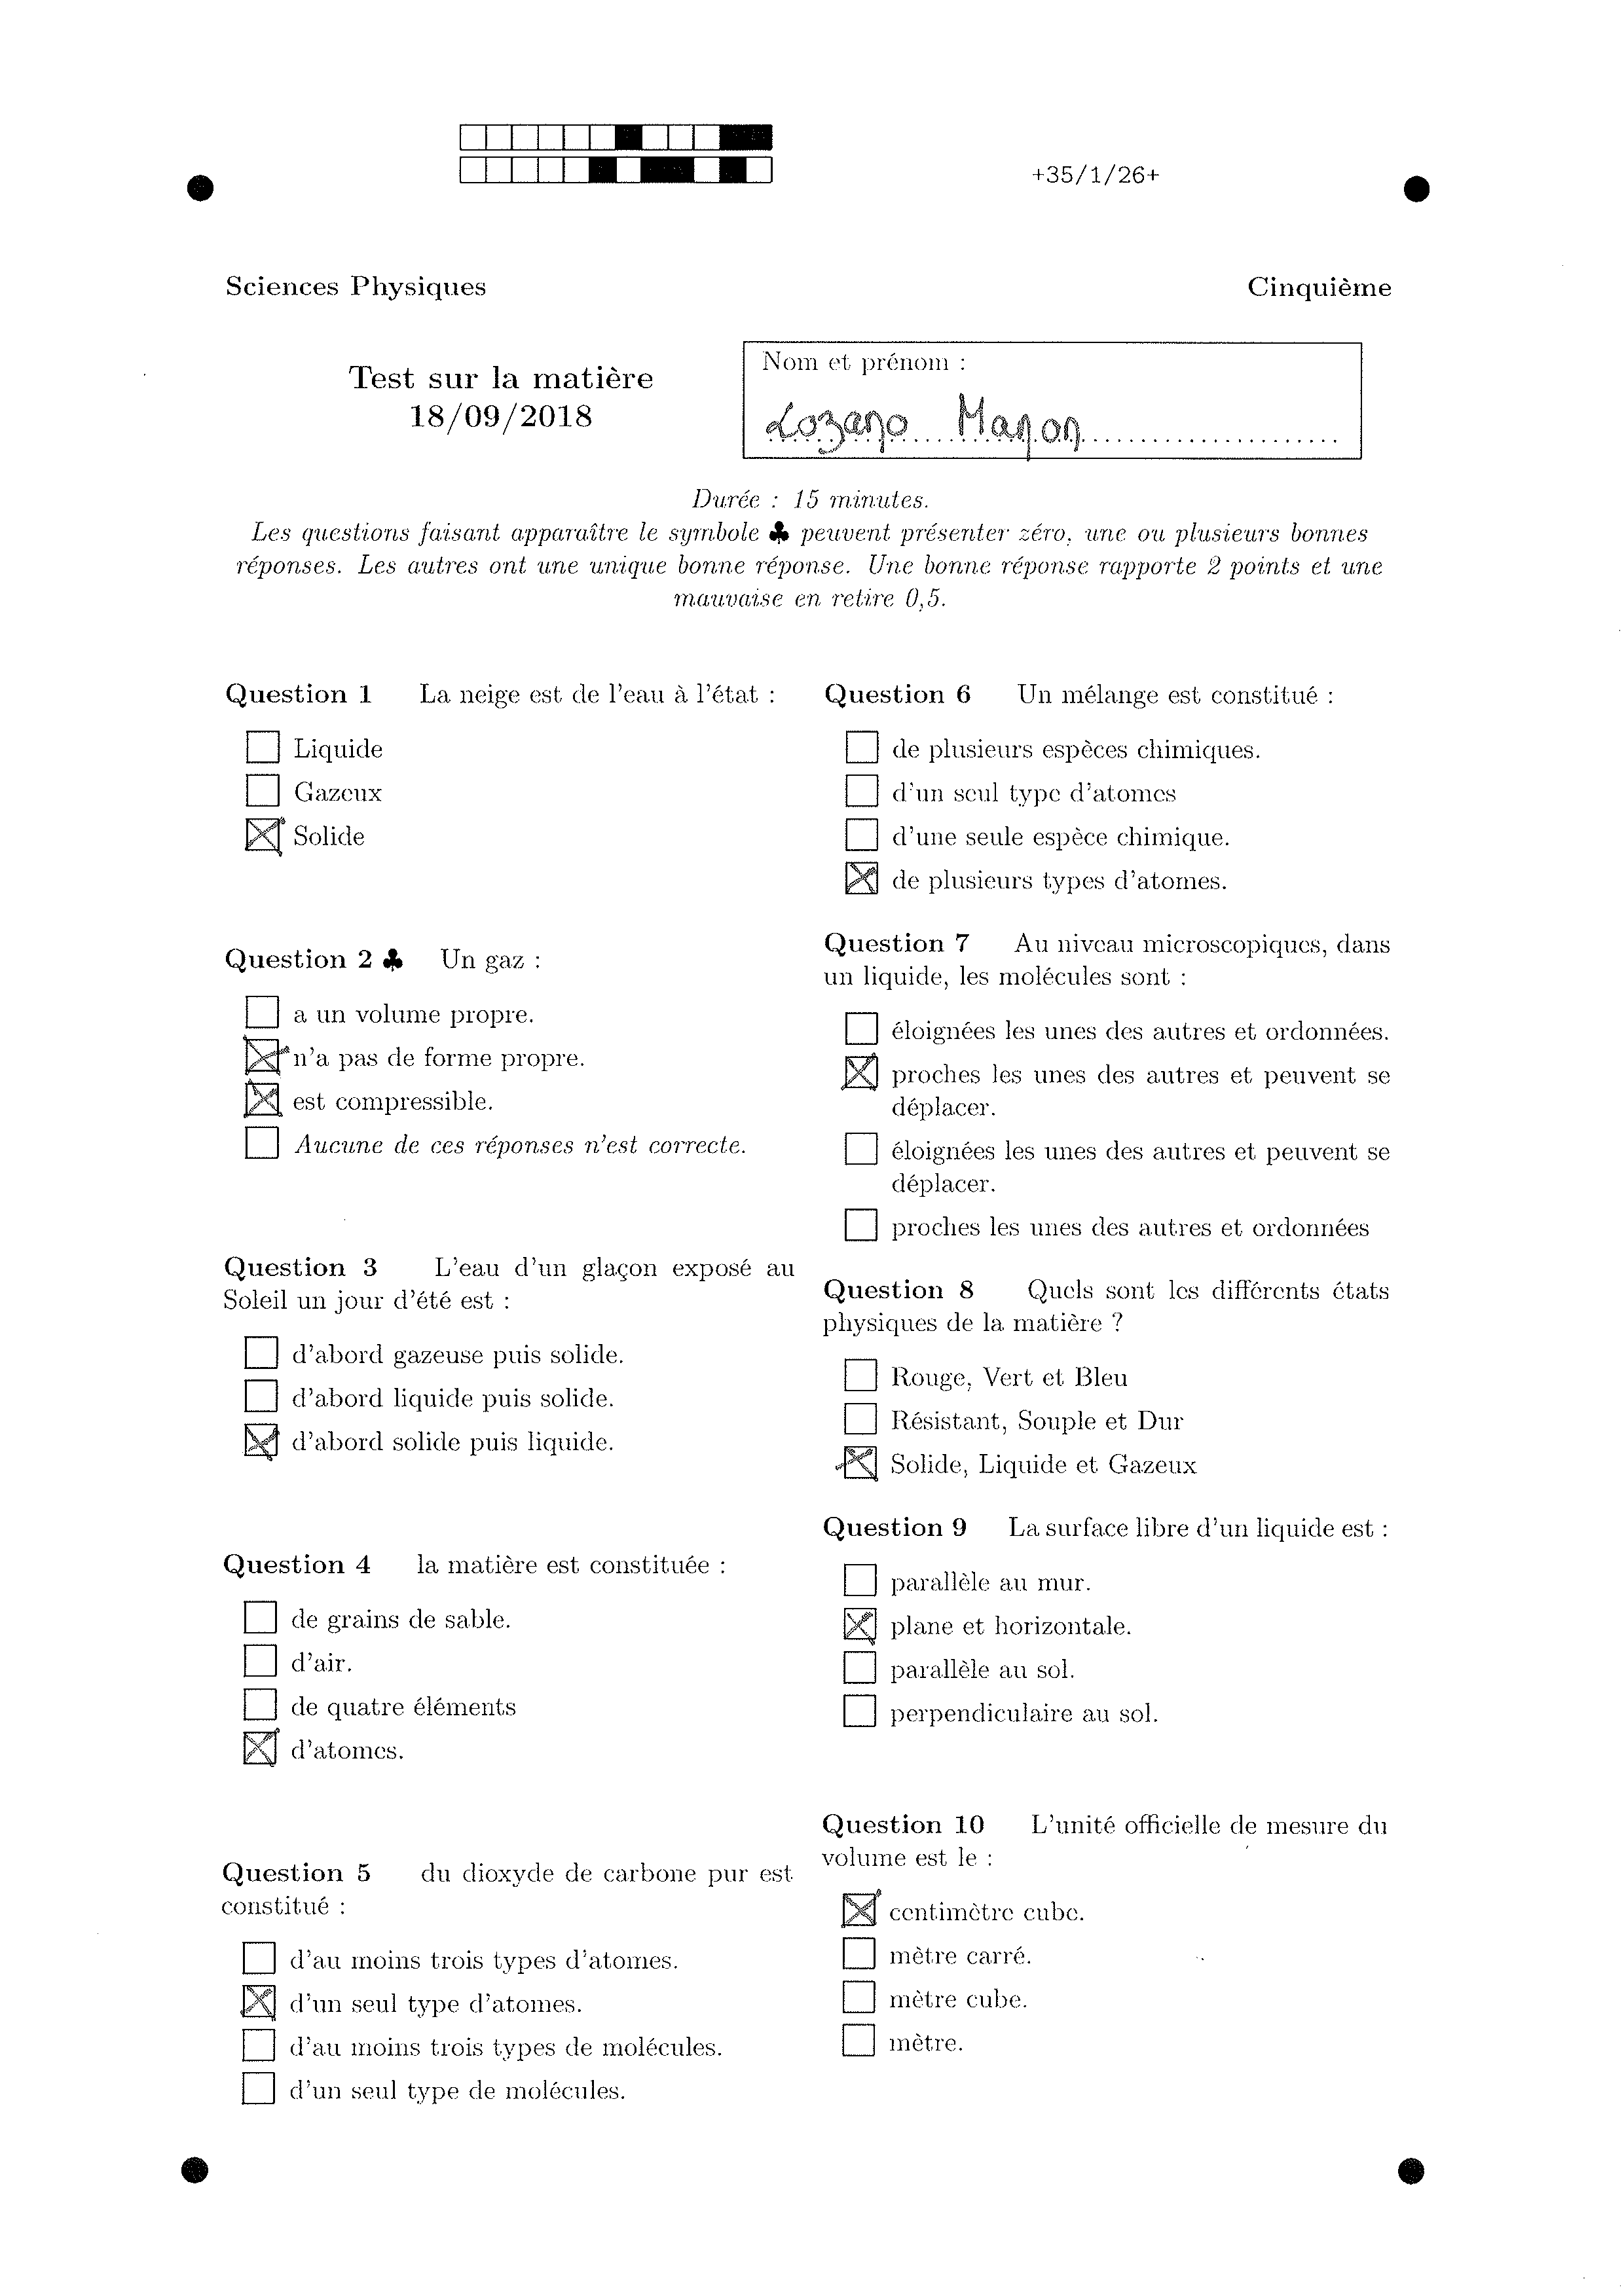 +35/1/26+
Sciences Physiques
Cinquième
Test sur la matière
18/09/2018
Nom et prénom :
Lozano Manon
Durée : 15 minutes.
Les questions faisant apparaître le symbole ♣ peuvent présenter zéro, une ou plusieurs bonnes
réponses. Les autres ont une unique bonne réponse. Une bonne réponse rapporte 2 points et une
mauvaise en retire 0,5.
Question 1 La neige est de l'eau à l'état :
Liquide
Gazeux
Solide
Question 2 ♣ Un gaz :
a un volume propre.
n'a pas de forme propre.
est compressible.
Aucune de ces réponses n'est correcte.
Question 3 L'eau d'un glaçon exposé au
Soleil un jour d'été est :
d'abord gazeuse puis solide.
d'abord liquide puis solide.
d'abord solide puis liquide.
Question 4 la matière est constituée :
de grains de sable.
d'air.
de quatre éléments
d'atomes.
Question 5 du dioxyde de carbone pur est
constitué :
d'au moins trois types d'atomes.
d'un seul type d'atomes.
d'au moins trois types de molécules.
d'un seul type de molécules.
Question 6 Un mélange est constitué :
de plusieurs espèces chimiques.
d'un seul type d'atomes
d'une seule espèce chimique.
de plusieurs types d'atomes.
Question 7 Au niveau microscopiques, dans
un liquide, les molécules sont :
éloignées les unes des autres et ordonnées.
proches les unes des autres et peuvent se
déplacer.
éloignées les unes des autres et peuvent se
déplacer.
proches les unes des autres et ordonnées
Question 8 Quels sont les différents états
physiques de la matière ?
Rouge, Vert et Bleu
Résistant, Souple et Dur
Solide, Liquide et Gazeux
Question 9 La surface libre d'un liquide est :
parallèle au mur.
plane et horizontale.
parallèle au sol.
perpendiculaire au sol.
Question 10 L'unité officielle de mesure du
volume est le :
centimètre cube.
mètre carré.
mètre cube.
mètre.